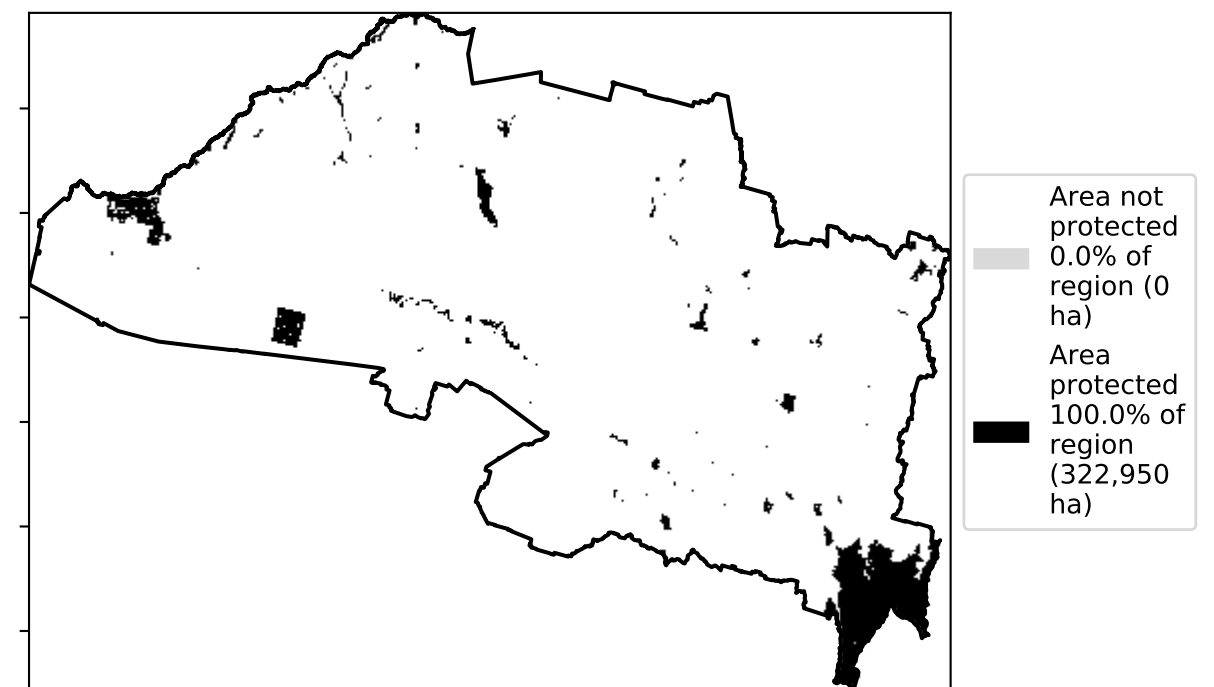 Area not
protected
0.0% of
region (0
ha)
Area
protected
100.0% of
region
(322,950
ha)